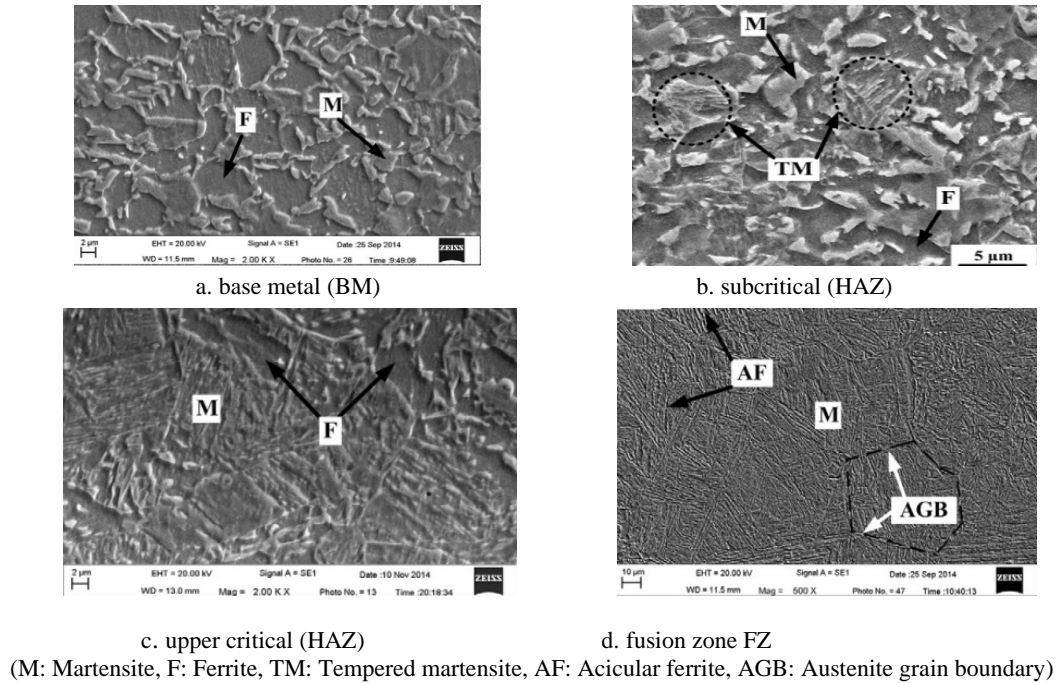 F
M
2 µm
EHT = 20.00 kV Signal A = SE1 Date :25 Sep 2014
WD = 11.5 mm Mag = 2.00 K X Photo No. = 26 Time :9:49:08
ZEISS
a. base metal (BM)
M
TM
F
5 µm
b. subcritical (HAZ)
M
F
2 µm
EHT = 20.00 kV Signal A = SE1 Date :10 Nov 2014
WD = 13.0 mm Mag = 2.00 K X Photo No. = 13 Time :20:18:34
ZEISS
c. upper critical (HAZ)
AF
M
AGB
10 µm
EHT = 20.00 kV Signal A = SE1 Date :25 Sep 2014
WD = 11.5 mm Mag = 500 X Photo No. = 47 Time :10:40:13
ZEISS
d. fusion zone FZ
(M: Martensite, F: Ferrite, TM: Tempered martensite, AF: Acicular ferrite, AGB: Austenite grain boundary)